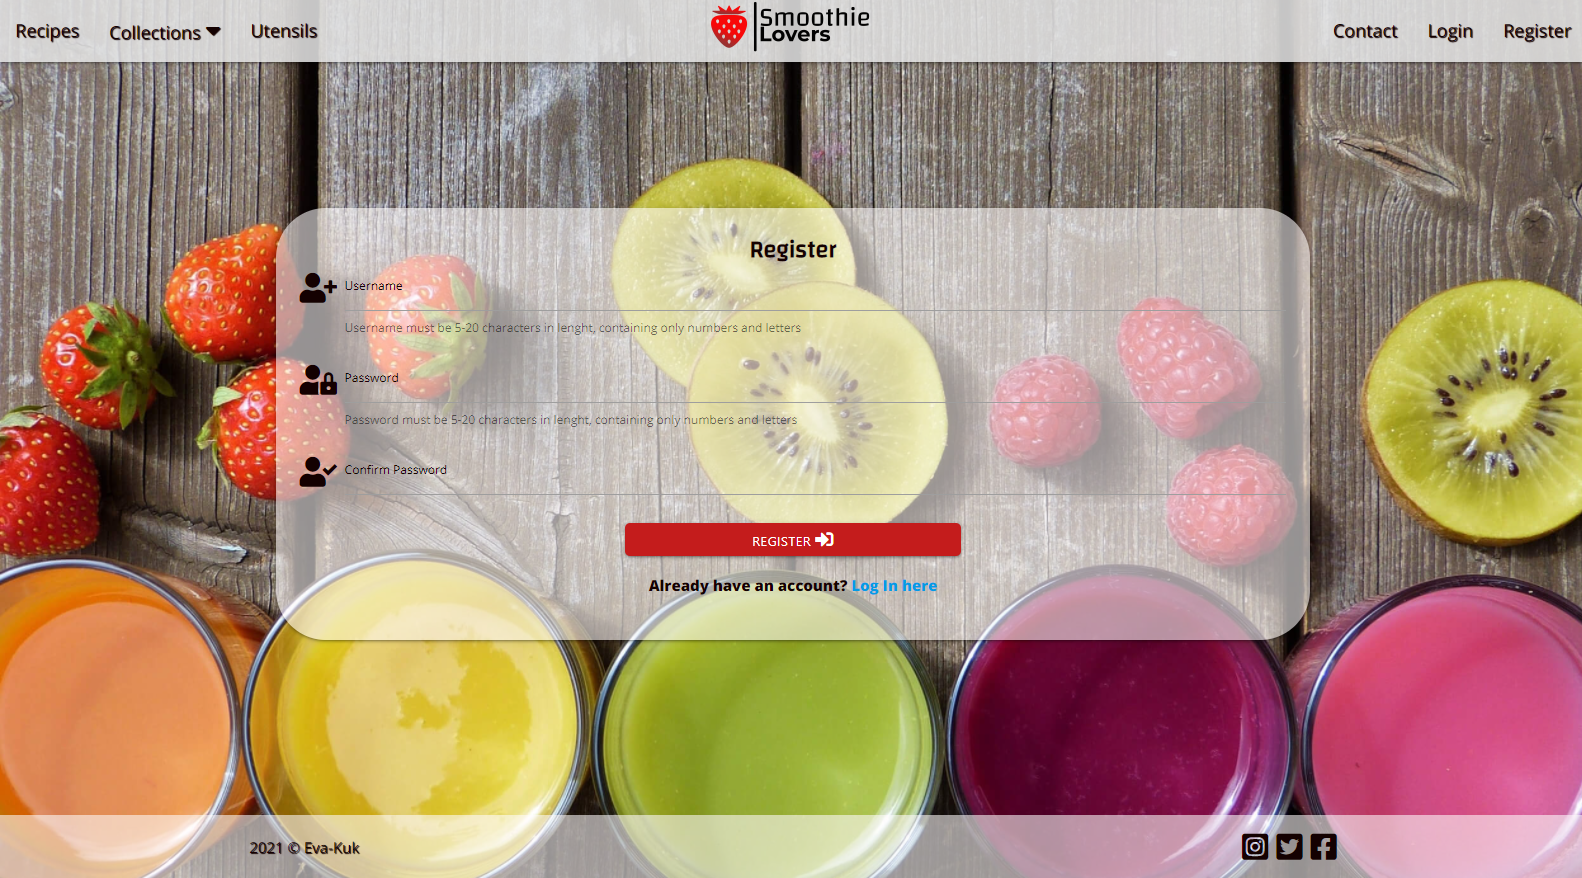 Recipes
Collections
Utensils
Smoothie
Lovers
Contact
Login
Register
Register
Username
Username must be 5-20 characters in lenght, containing only numbers and letters
Password
Password must be 5-20 characters in lenght, containing only numbers and letters
Confirm Password
REGISTER
Already have an account? Log In here
2021 © Eva-Kuk